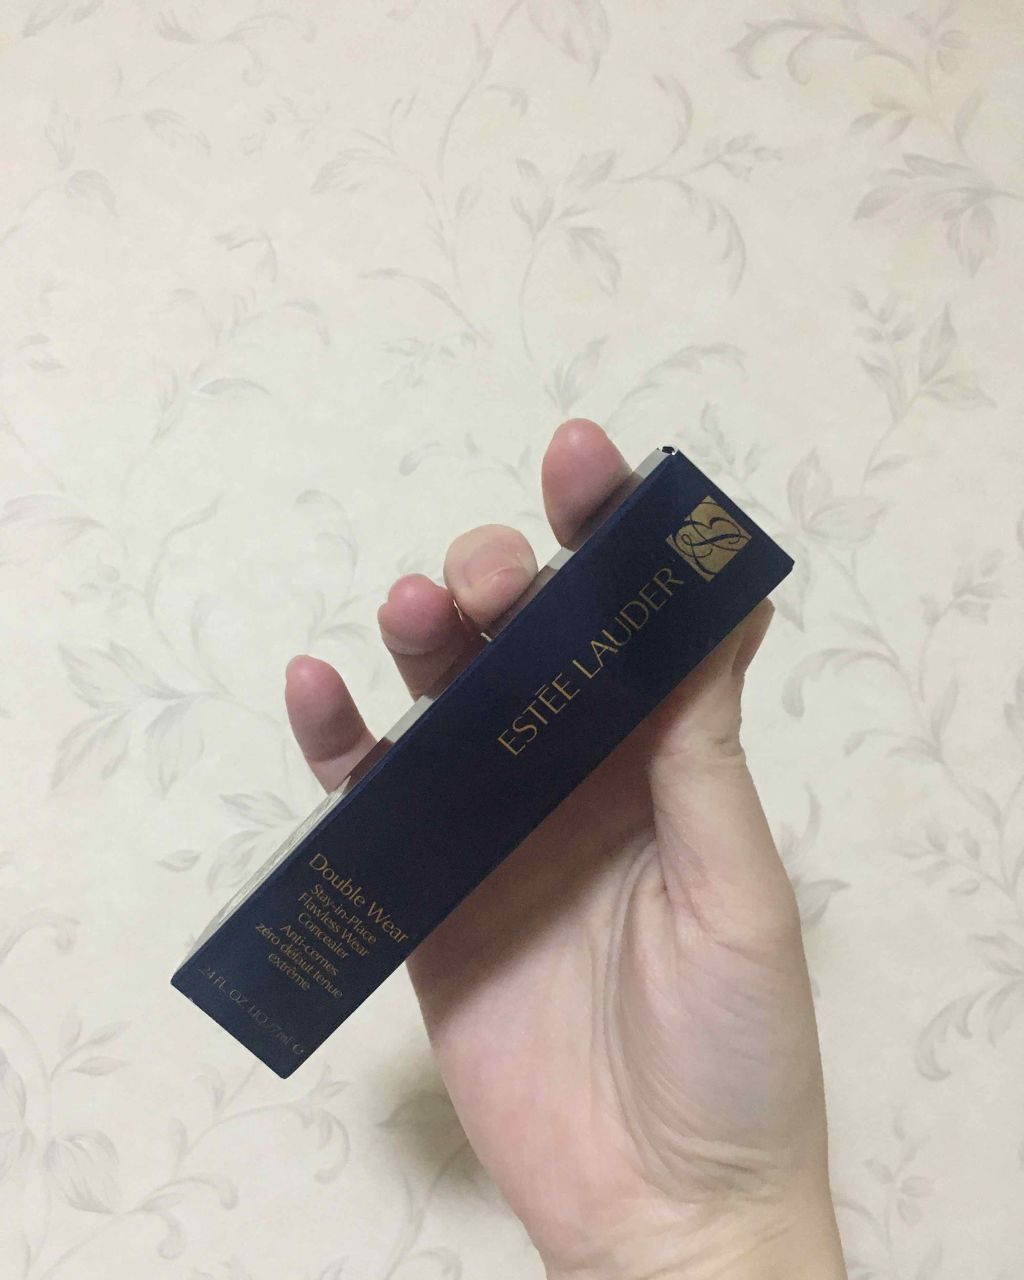 ESTĒE LAUDER
Double Wear
Stay-in-Place
Flawless Wear
Concealer
Anti-cernes
zéro défaut tenue
extrême
.24 FL. OZ. LIQ./7ml ℮